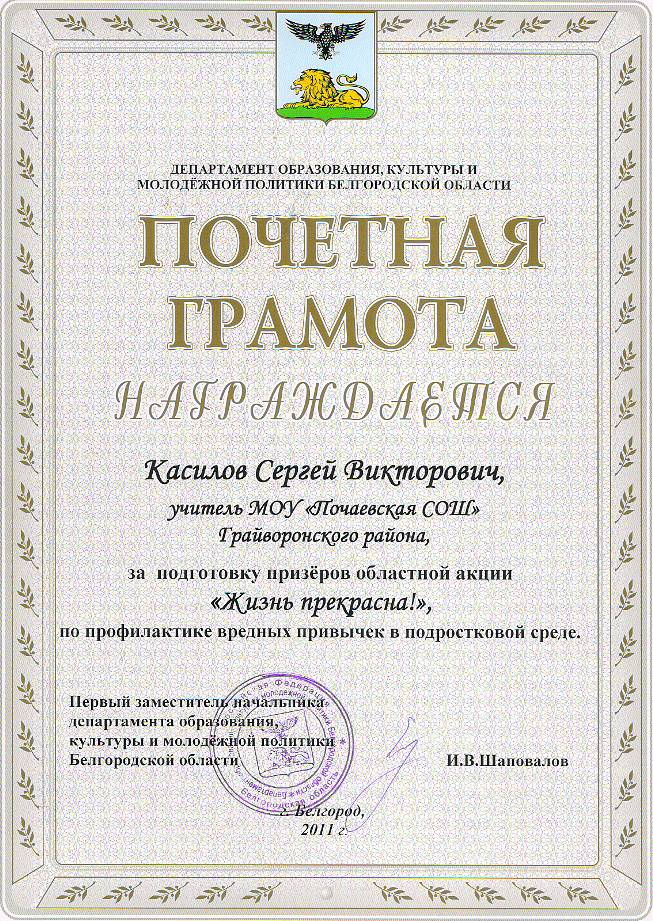 ДЕПАРТАМЕНТ ОБРАЗОВАНИЯ, КУЛЬТУРЫ И
МОЛОДЁЖНОЙ ПОЛИТИКИ БЕЛГОРОДСКОЙ ОБЛАСТИ
ПОЧЕТНАЯ
ГРАМОТА
НАГРАЖДАЕТСЯ
Касилов Сергей Викторович,
учитель МОУ «Почаевская СОШ»
Грайворонского района,
за подготовку призёров областной акции
«Жизнь прекрасна!»,
по профилактике вредных привычек в подростковой среде.
Первый заместитель начальника
департамента образования,
культуры и молодёжной политики
Белгородской области
И.В.Шаповалов
г. Белгород,
2011 г.